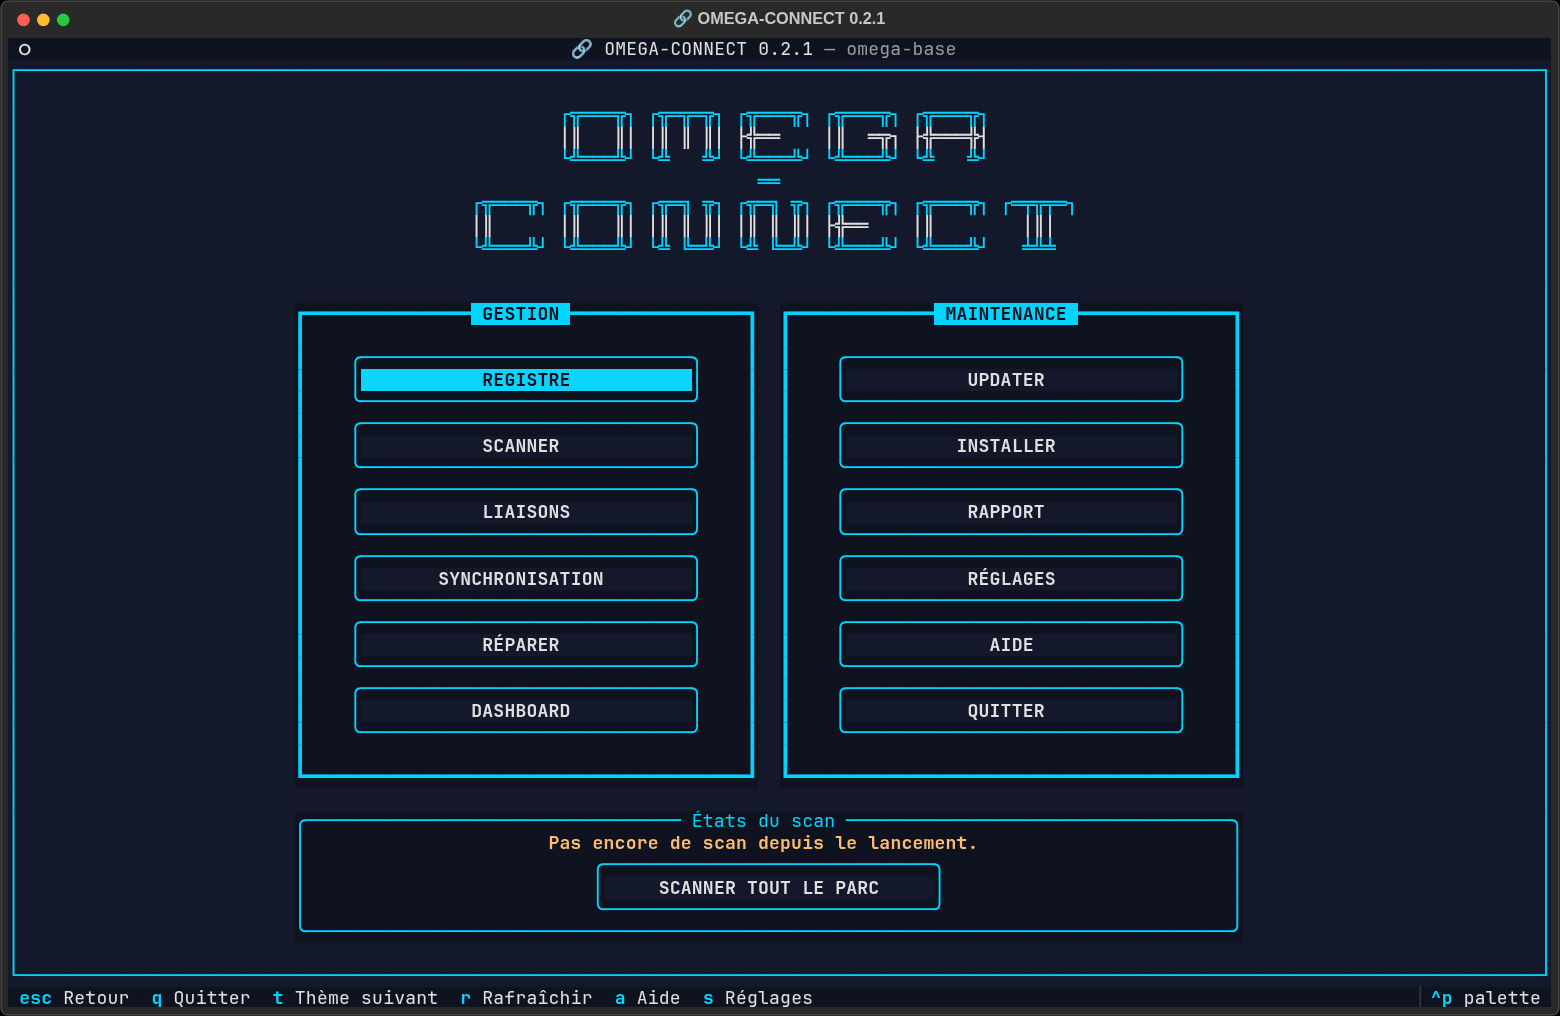 🔗 OMEGA-CONNECT 0.2.1
🔗 OMEGA-CONNECT 0.2.1 — omega-base
OMEGA
-
CONNECT
GESTION
REGISTRE
SCANNER
LIAISONS
SYNCHRONISATION
RÉPARER
DASHBOARD
MAINTENANCE
UPDATER
INSTALLER
RAPPORT
RÉGLAGES
AIDE
QUITTER
États du scan
Pas encore de scan depuis le lancement.
SCANNER TOUT LE PARC
esc Retour q Quitter t Thème suivant r Rafraîchir a Aide s Réglages ^p palette